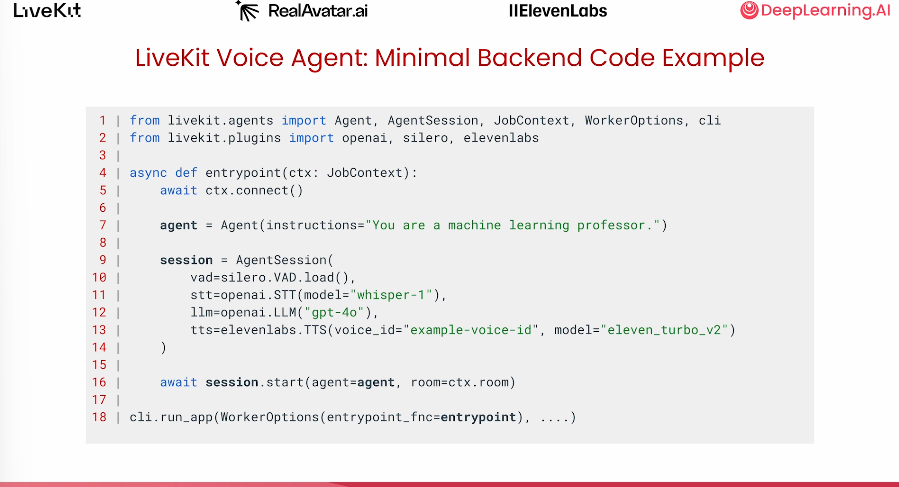 LiveKit
RealAvatar.ai
IIElevenLabs
DeepLearning.AI
LiveKit Voice Agent: Minimal Backend Code Example
1 | from livekit.agents import Agent, AgentSession, JobContext, WorkerOptions, cli
2 | from livekit.plugins import openai, silero, elevenlabs
3 |
4 | async def entrypoint(ctx: JobContext):
5 |     await ctx.connect()
6 |
7 |     agent = Agent(instructions="You are a machine learning professor.")
8 |
9 |     session = AgentSession(
10 |         vad=silero.VAD.load(),
11 |         stt=openai.STT(model="whisper-1"),
12 |         llm=openai.LLM("gpt-4o"),
13 |         tts=elevenlabs.TTS(voice_id="example-voice-id", model="eleven_turbo_v2")
14 |     )
15 |
16 |     await session.start(agent=agent, room=ctx.room)
17 |
18 | cli.run_app(WorkerOptions(entrypoint_fnc=entrypoint), ....)